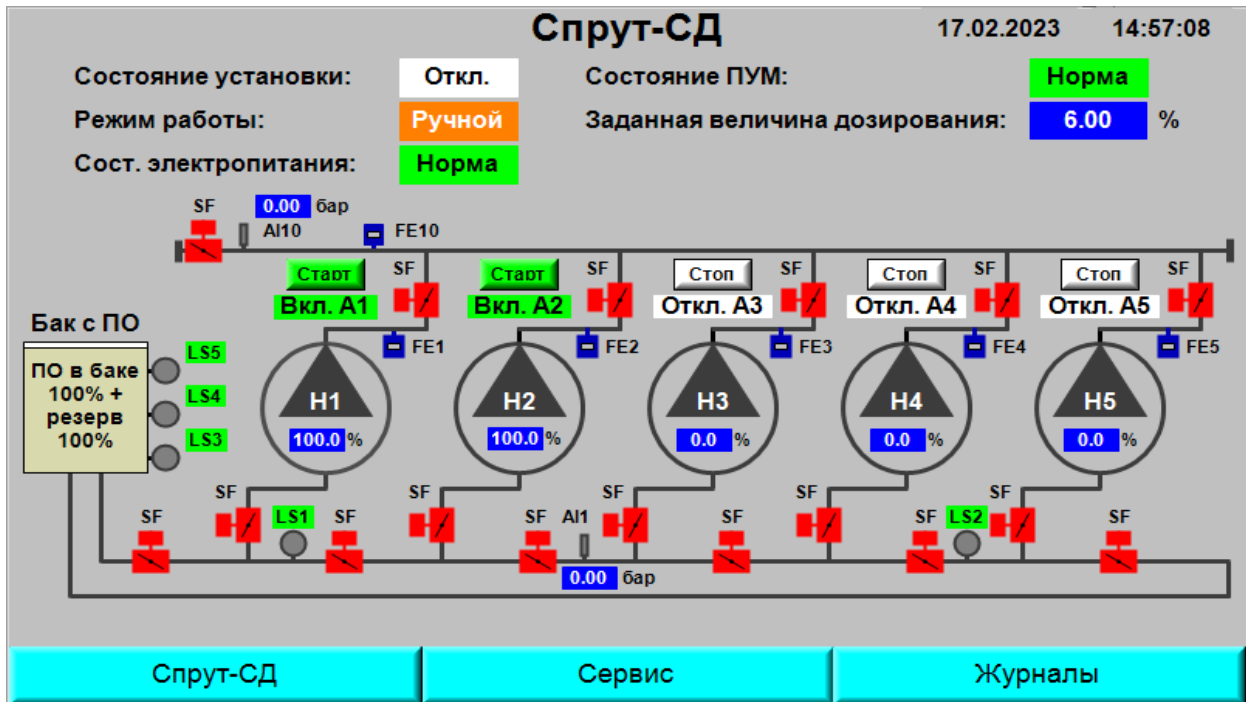 Спрут-СД
17.02.2023 14:57:08
Состояние установки: Откл. Состояние ПУМ: Норма
Режим работы: Ручной Заданная величина дозирования: 6.00 %
Сост. электропитания: Норма
SF 0.00 бар
AI10 FE10
Старт SF Старт SF Стоп SF Стоп SF Стоп SF
Вкл. А1 Вкл. А2 Откл. А3 Откл. А4 Откл. А5
Бак с ПО
FE1 FE2 FE3 FE4 FE5
LS5
ПО в баке
100% +
резерв
100%
LS4
LS3
Н1 Н2 Н3 Н4 Н5
100.0 % 100.0 % 0.0 % 0.0 % 0.0 %
SF SF SF SF SF
SF LS1 SF SF AI1 SF SF LS2 SF
0.00 бар
Спрут-СД Сервис Журналы